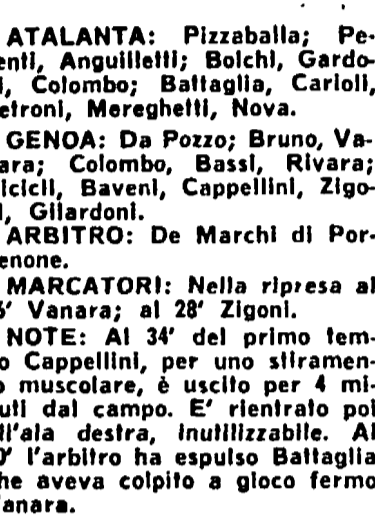 ATALANTA: Pizzaballa; Pe-
enti, Anguilletti; Bolchi, Gardo-
i, Colombo; Battaglia, Carioli,
etroni, Mereghetti, Nova.
GENOA: Da Pozzo; Bruno, Va-
ara; Colombo, Bassi, Rivara;
icicli, Baveni, Cappellini, Zigo-
i, Gilardoni.
ARBITRO: De Marchi di Por-
enone.
MARCATORI: Nella ripresa al
6' Vanara; al 28' Zigoni.
NOTE: Al 34' del primo tem-
o Cappellini, per uno stiramen-
o muscolare, è uscito per 4 mi-
uti dal campo. E' rientrato poi
ll'ala destra, inutilizzabile. Al
0' l'arbitro ha espulso Battaglia
he aveva colpito a gioco fermo
anara.